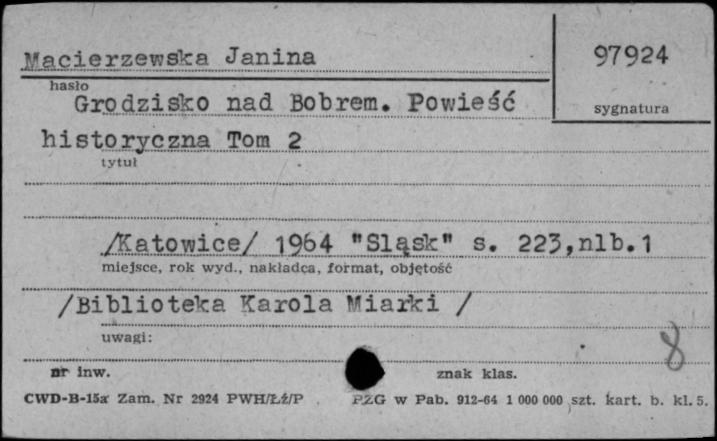 Macierzewska Janina
97924
hasło
Grodzisko nad Bobrem. Powieść
sygnatura
historyczna Tom 2
tytuł
/Katowice/ 1964 "Sląsk" s. 223,nlb.1
miejsce, rok wyd., nakładca, format, objętość
/Biblioteka Karola Miarki /
uwagi:
8
nr inw.
znak klas.
CWD-B-15a Zam. Nr 2924 PWH/Łź/P PZG w Pab. 912-64 1 000 000 szt. kart. b. kl. 5.